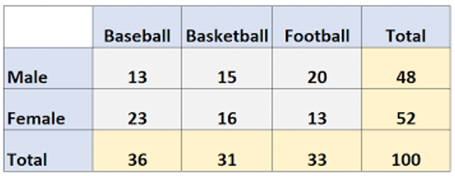 Baseball Basketball Football Total
Male 13 15 20 48
Female 23 16 13 52
Total 36 31 33 100